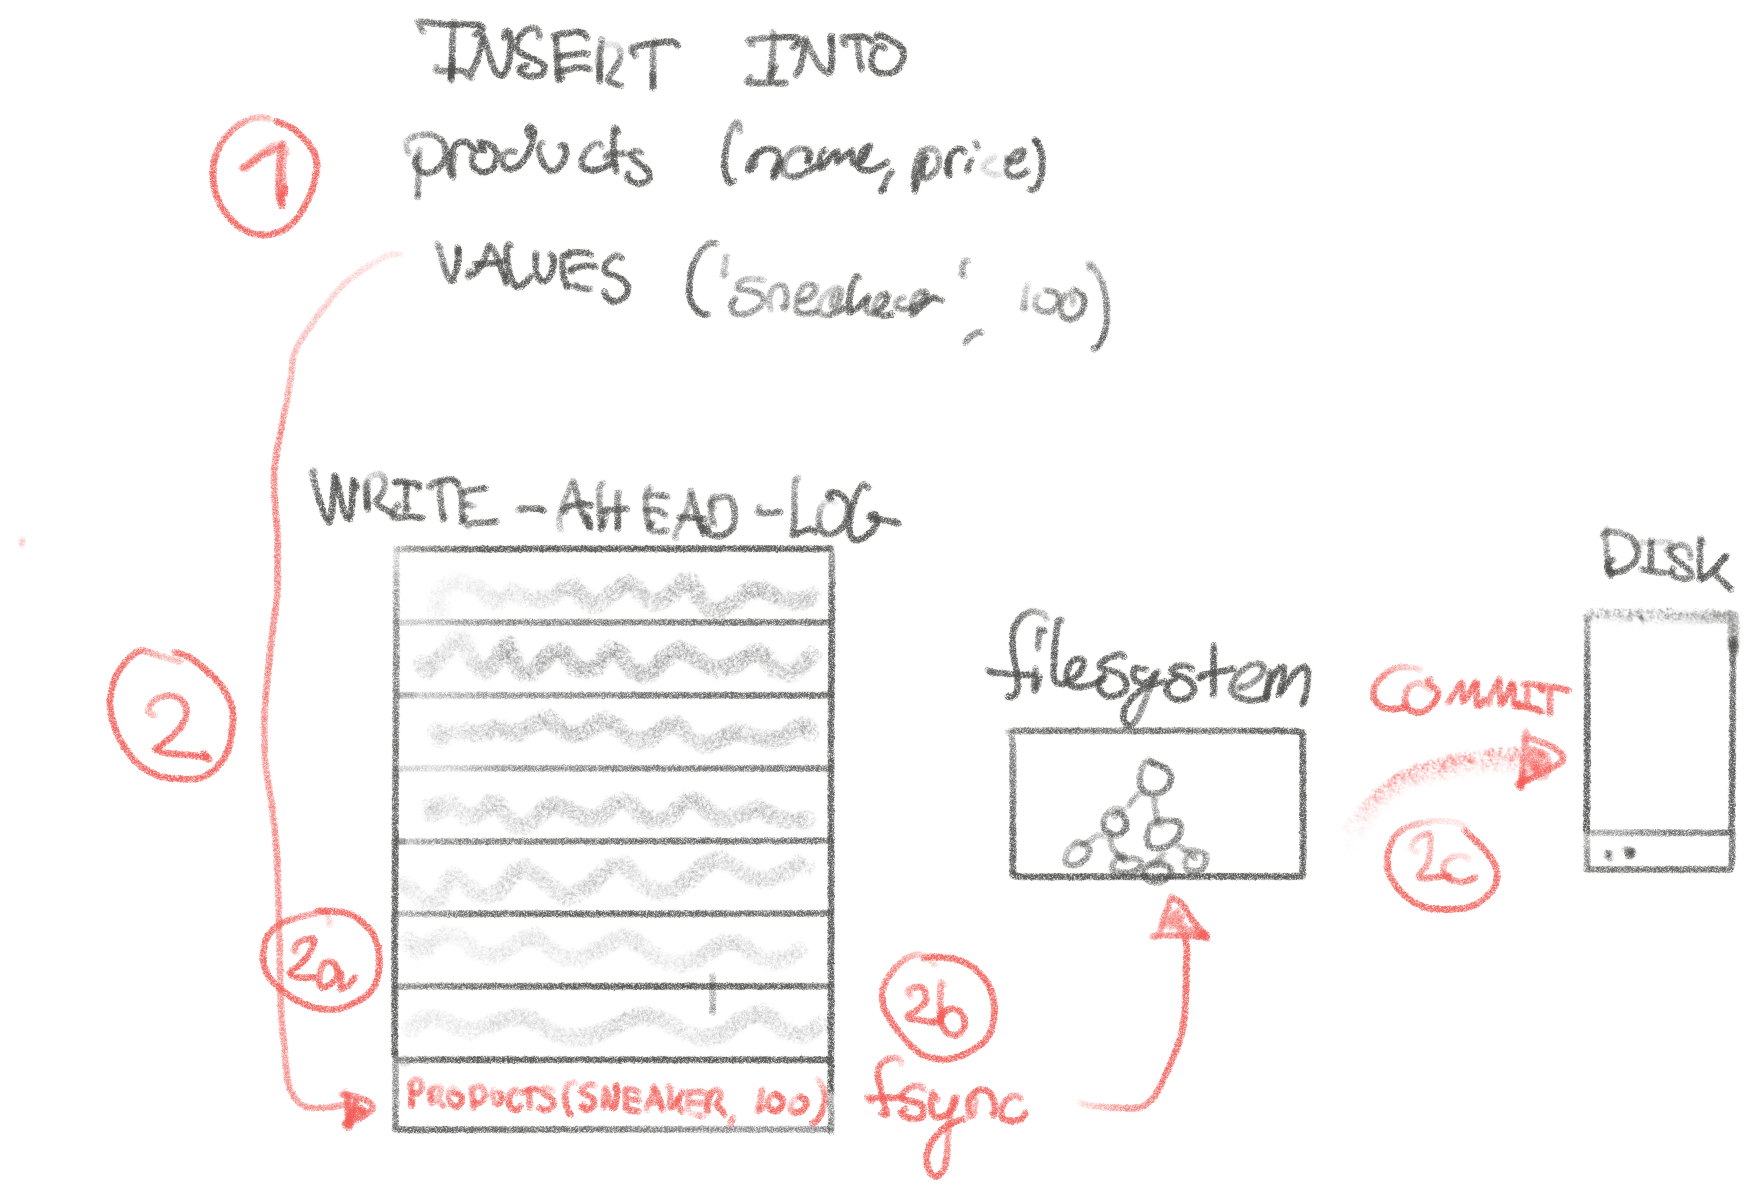 INSERT INTO
1
products (name, price)
VALUES ('sneaker', 100)
WRITE-AHEAD-LOG
DISK
filesystem
COMMIT
2
2c
2a
2b
PRODUCTS(SNEAKER, 100)
fsync